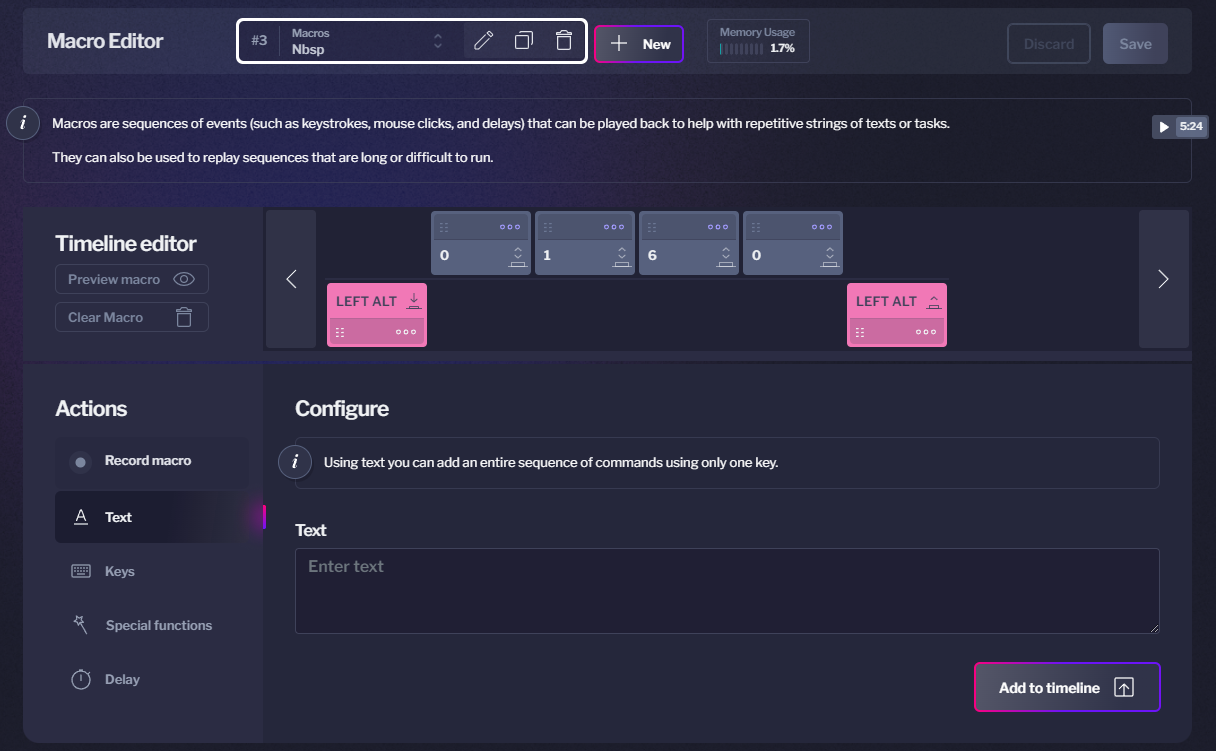 Macro Editor
#3
Macros
Nbsp
New
Memory Usage
1.7%
Discard
Save
i
Macros are sequences of events (such as keystrokes, mouse clicks, and delays) that can be played back to help with repetitive strings of texts or tasks.
5:24
They can also be used to replay sequences that are long or difficult to run.
Timeline editor
Preview macro
Clear Macro
0
1
6
0
LEFT ALT
LEFT ALT
Actions
Record macro
Text
Keys
Special functions
Delay
Configure
i
Using text you can add an entire sequence of commands using only one key.
Text
Enter text
Add to timeline